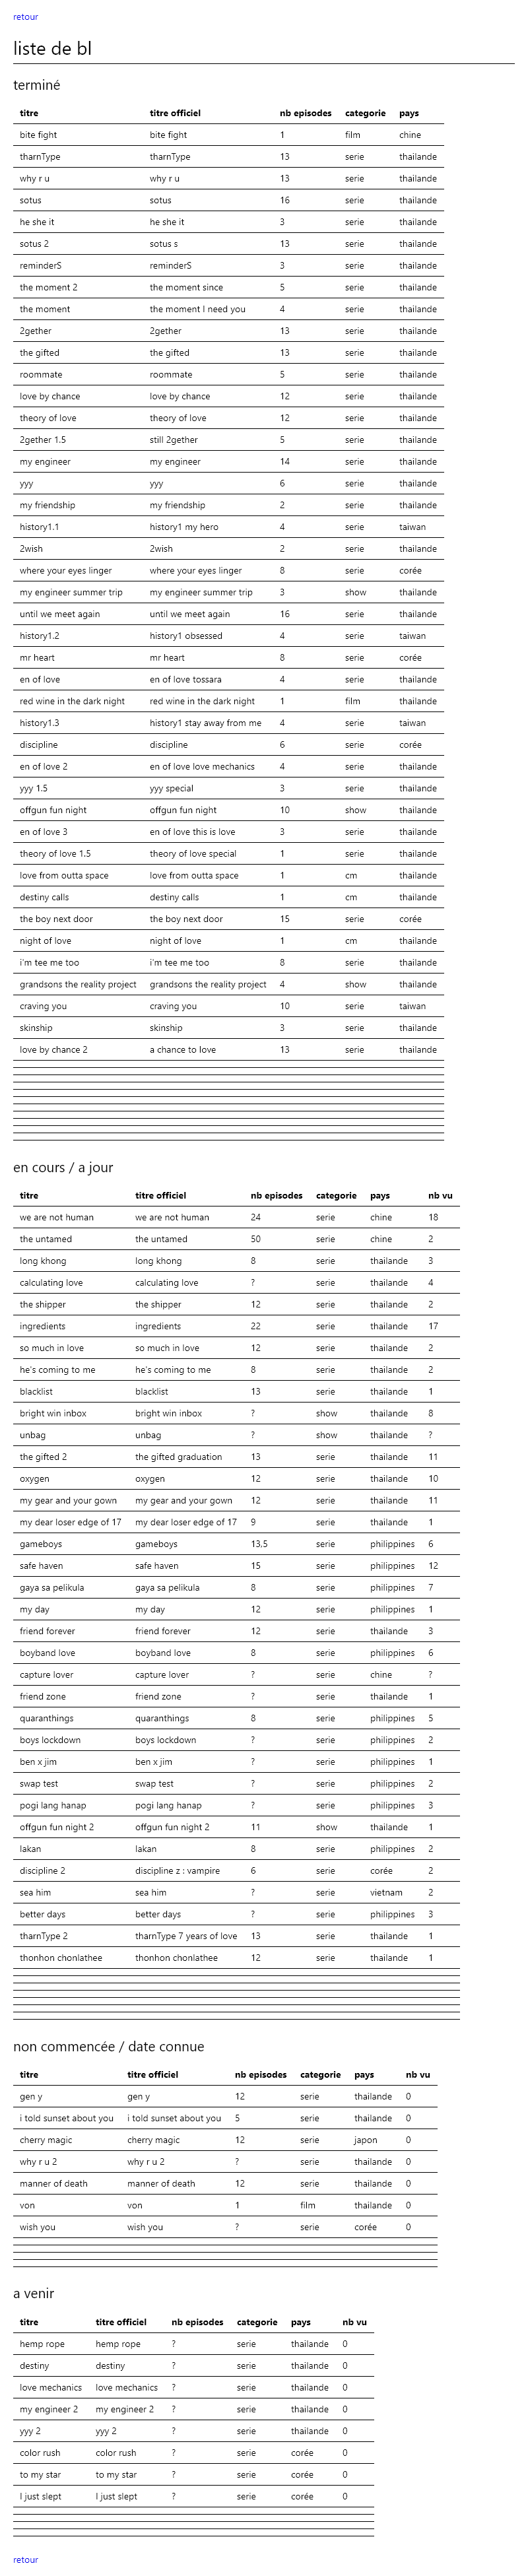 retour
liste de bl
terminé
titre titre officiel nb episodes categorie pays
bite fight bite fight 1 film chine
tharnType tharnType 13 serie thailande
why r u why r u 13 serie thailande
sotus sotus 16 serie thailande
he she it he she it 3 serie thailande
sotus 2 sotus s 13 serie thailande
reminderS reminderS 3 serie thailande
the moment 2 the moment since 5 serie thailande
the moment the moment I need you 4 serie thailande
2gether 2gether 13 serie thailande
the gifted the gifted 13 serie thailande
roommate roommate 5 serie thailande
love by chance love by chance 12 serie thailande
theory of love theory of love 12 serie thailande
2gether 1.5 still 2gether 5 serie thailande
my engineer my engineer 14 serie thailande
yyy yyy 6 serie thailande
my friendship my friendship 2 serie thailande
history1.1 history1 my hero 4 serie taiwan
2wish 2wish 2 serie thailande
where your eyes linger where your eyes linger 8 serie corée
my engineer summer trip my engineer summer trip 3 show thailande
until we meet again until we meet again 16 serie thailande
history1.2 history1 obsessed 4 serie taiwan
mr heart mr heart 8 serie corée
en of love en of love tossara 4 serie thailande
red wine in the dark night red wine in the dark night 1 film thailande
history1.3 history1 stay away from me 4 serie taiwan
discipline discipline 6 serie corée
en of love 2 en of love love mechanics 4 serie thailande
yyy 1.5 yyy special 3 serie thailande
offgun fun night offgun fun night 10 show thailande
en of love 3 en of love this is love 3 serie thailande
theory of love 1.5 theory of love special 1 serie thailande
love from outta space love from outta space 1 cm thailande
destiny calls destiny calls 1 cm thailande
the boy next door the boy next door 15 serie corée
night of love night of love 1 cm thailande
i'm tee me too i'm tee me too 8 serie thailande
grandsons the reality project grandsons the reality project 4 show thailande
craving you craving you 10 serie taiwan
skinship skinship 3 serie thailande
love by chance 2 a chance to love 13 serie thailande
en cours / a jour
titre titre officiel nb episodes categorie pays nb vu
we are not human we are not human 24 serie chine 18
the untamed the untamed 50 serie chine 2
long khong long khong 8 serie thailande 3
calculating love calculating love ? serie thailande 4
the shipper the shipper 12 serie thailande 2
ingredients ingredients 22 serie thailande 17
so much in love so much in love 12 serie thailande 2
he's coming to me he's coming to me 8 serie thailande 2
blacklist blacklist 13 serie thailande 1
bright win inbox bright win inbox ? show thailande 8
unbag unbag ? show thailande ?
the gifted 2 the gifted graduation 13 serie thailande 11
oxygen oxygen 12 serie thailande 10
my gear and your gown my gear and your gown 12 serie thailande 11
my dear loser edge of 17 my dear loser edge of 17 9 serie thailande 1
gameboys gameboys 13,5 serie philippines 6
safe haven safe haven 15 serie philippines 12
gaya sa pelikula gaya sa pelikula 8 serie philippines 7
my day my day 12 serie philippines 1
friend forever friend forever 12 serie thailande 3
boyband love boyband love 8 serie philippines 6
capture lover capture lover ? serie chine ?
friend zone friend zone ? serie thailande 1
quaranthings quaranthings 8 serie philippines 5
boys lockdown boys lockdown ? serie philippines 2
ben x jim ben x jim ? serie philippines 1
swap test swap test ? serie philippines 2
pogi lang hanap pogi lang hanap ? serie philippines 3
offgun fun night 2 offgun fun night 2 11 show thailande 1
lakan lakan 8 serie philippines 2
discipline 2 discipline z : vampire 6 serie corée 2
sea him sea him ? serie vietnam 2
better days better days ? serie philippines 3
tharnType 2 tharnType 7 years of love 13 serie thailande 1
thonhon chonlathee thonhon chonlathee 12 serie thailande 1
non commencée / date connue
titre titre officiel nb episodes categorie pays nb vu
gen y gen y 12 serie thailande 0
i told sunset about you i told sunset about you 5 serie thailande 0
cherry magic cherry magic 12 serie japon 0
why r u 2 why r u 2 ? serie thailande 0
manner of death manner of death 12 serie thailande 0
von von 1 film thailande 0
wish you wish you ? serie corée 0
a venir
titre titre officiel nb episodes categorie pays nb vu
hemp rope hemp rope ? serie thailande 0
destiny destiny ? serie thailande 0
love mechanics love mechanics ? serie thailande 0
my engineer 2 my engineer 2 ? serie thailande 0
yyy 2 yyy 2 ? serie thailande 0
color rush color rush ? serie corée 0
to my star to my star ? serie corée 0
I just slept I just slept ? serie corée 0
retour